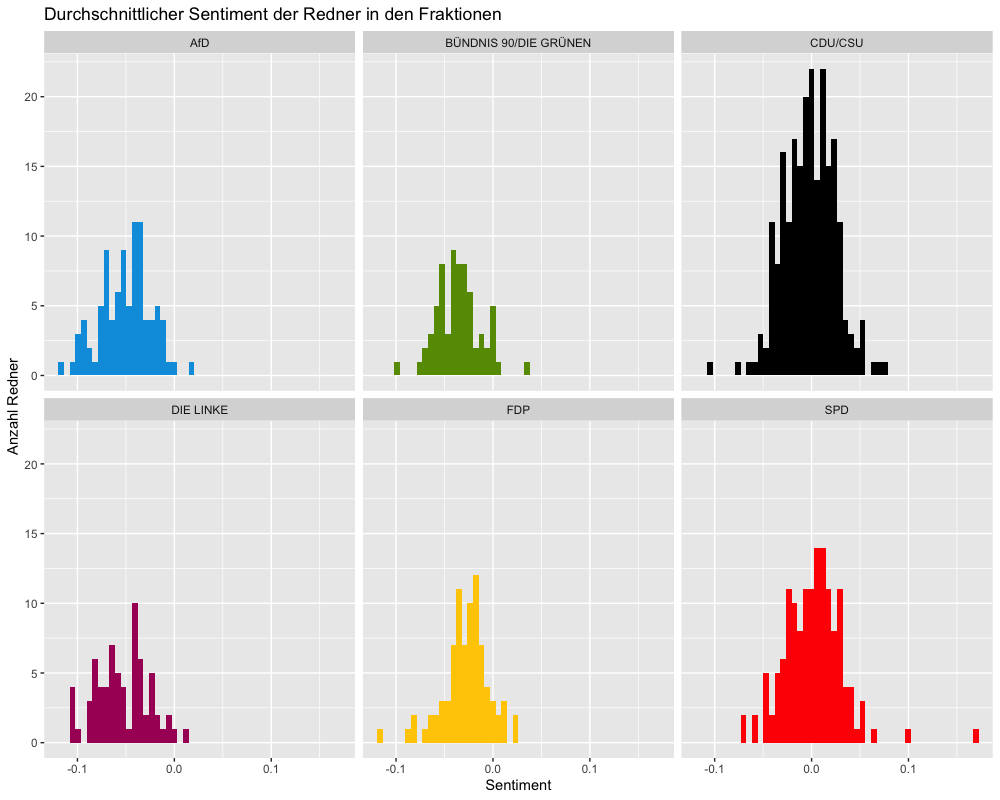 Durchschnittlicher Sentiment der Redner in den Fraktionen
AfD
BÜNDNIS 90/DIE GRÜNEN
CDU/CSU
20
15
10
5
0
Anzahl Redner
DIE LINKE
FDP
SPD
20
15
10
5
0
-0.1 0.0 0.1
-0.1 0.0 0.1
-0.1 0.0 0.1
Sentiment